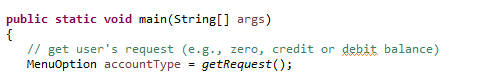 public static void main(String[] args)
{
// get user's request (e.g., zero, credit or debit balance)
MenuOption accountType = getRequest();